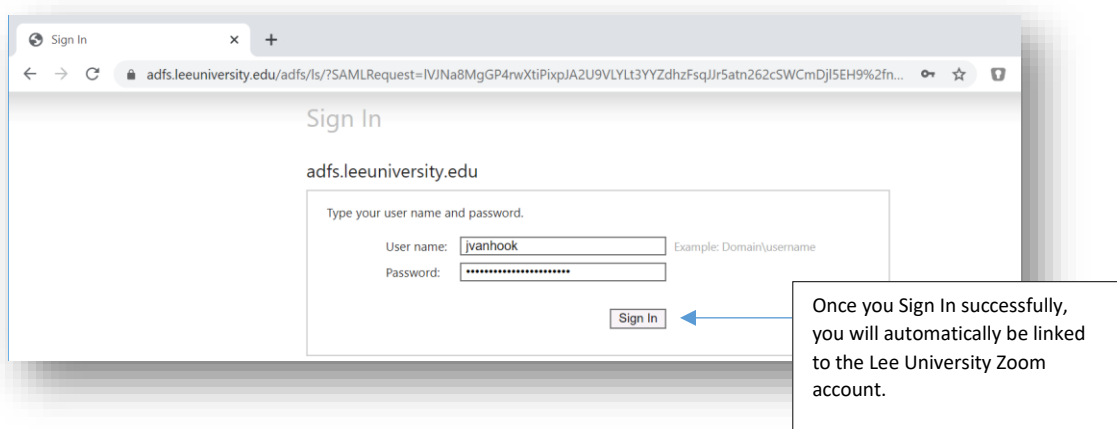 Sign In
adfs.leeuniversity.edu/adfs/ls/?SAMLRequest=lVJNa8MgGP4rwXtiPixpJA2U9VLYLt3YYZdhzFsqJJr5atn262cSWCmDjl5EH9%2fn...
Sign In
adfs.leeuniversity.edu
Type your user name and password.
User name: jvanhook Example: Domain\username
Password: •••••••••••••••••••••••
Sign In
Once you Sign In successfully,
you will automatically be linked
to the Lee University Zoom
account.